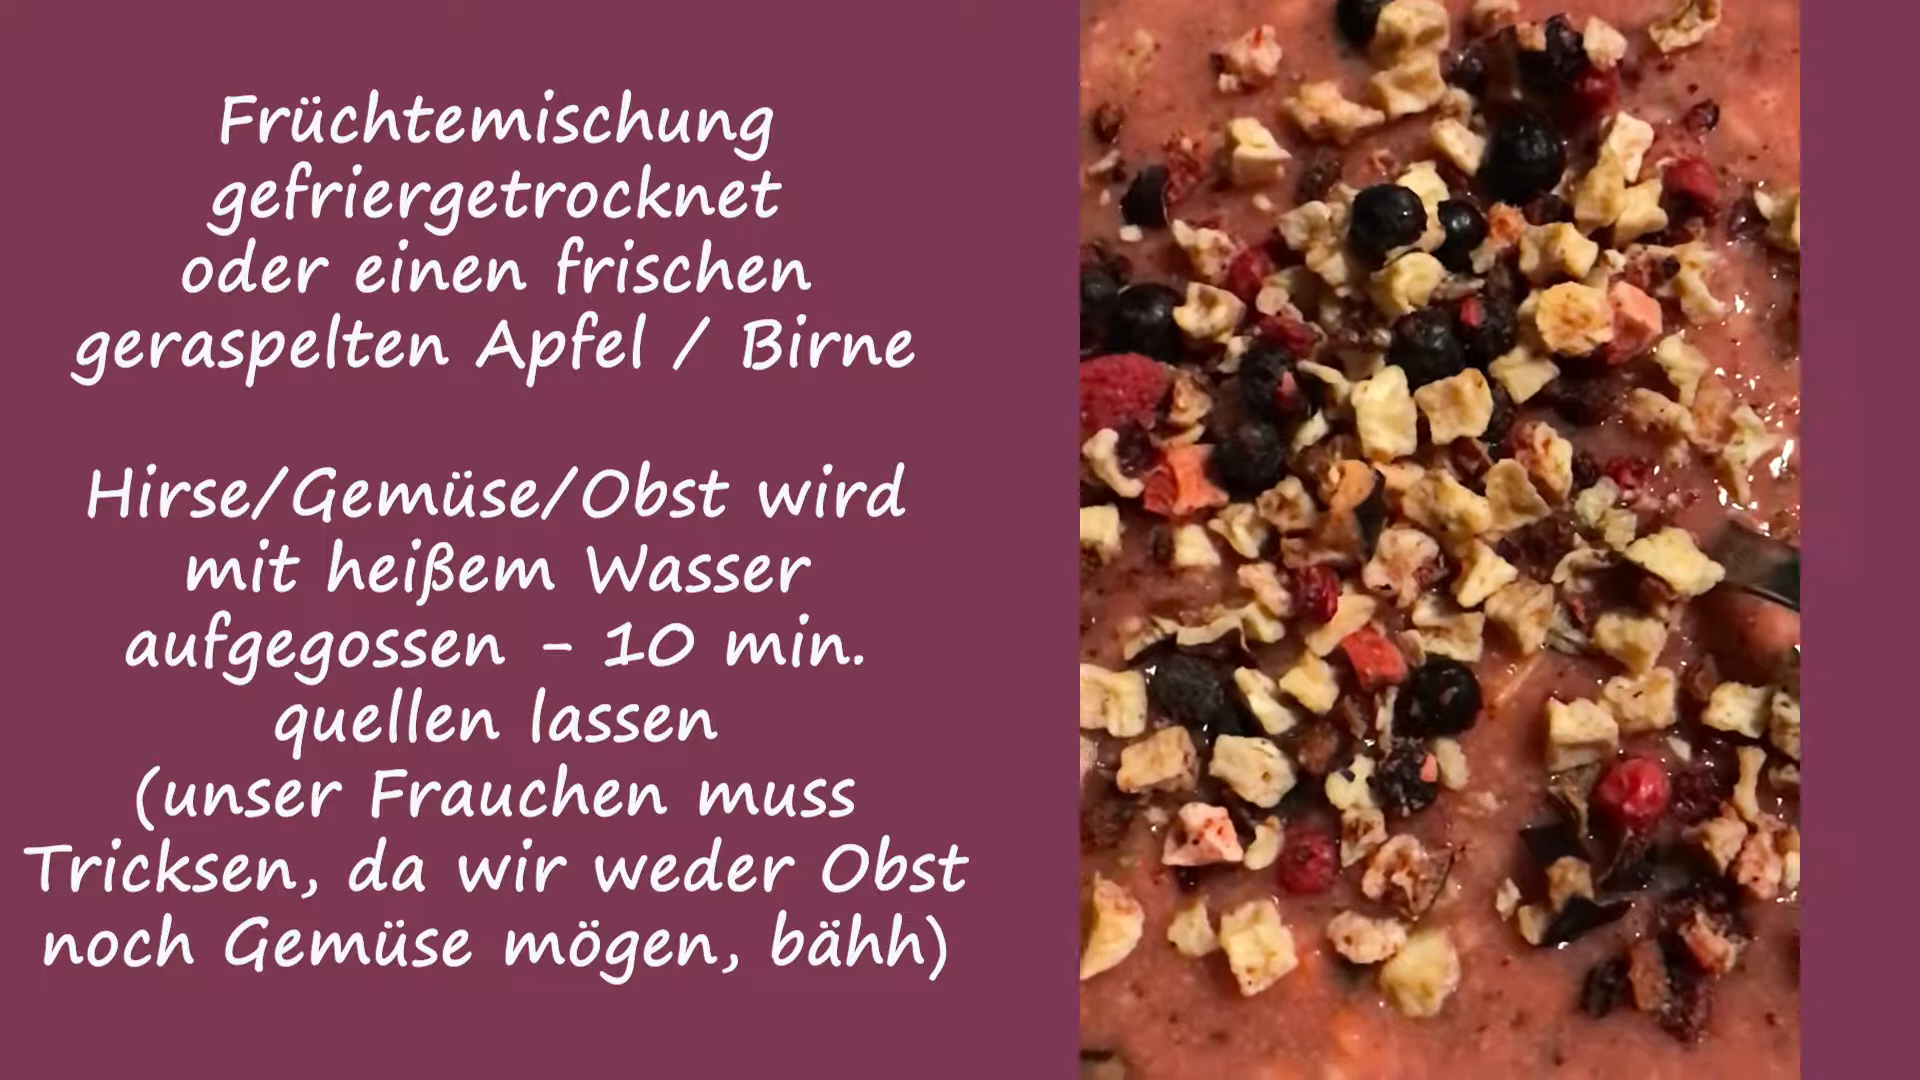 Früchtemischung
gefriergetrocknet
oder einen frischen
geraspelten Apfel / Birne
Hirse/Gemüse/Obst wird
mit heißem Wasser
aufgegossen - 10 min.
quellen lassen
(unser Frauchen muss
Tricksen, da wir weder Obst
noch Gemüse mögen, bähh)